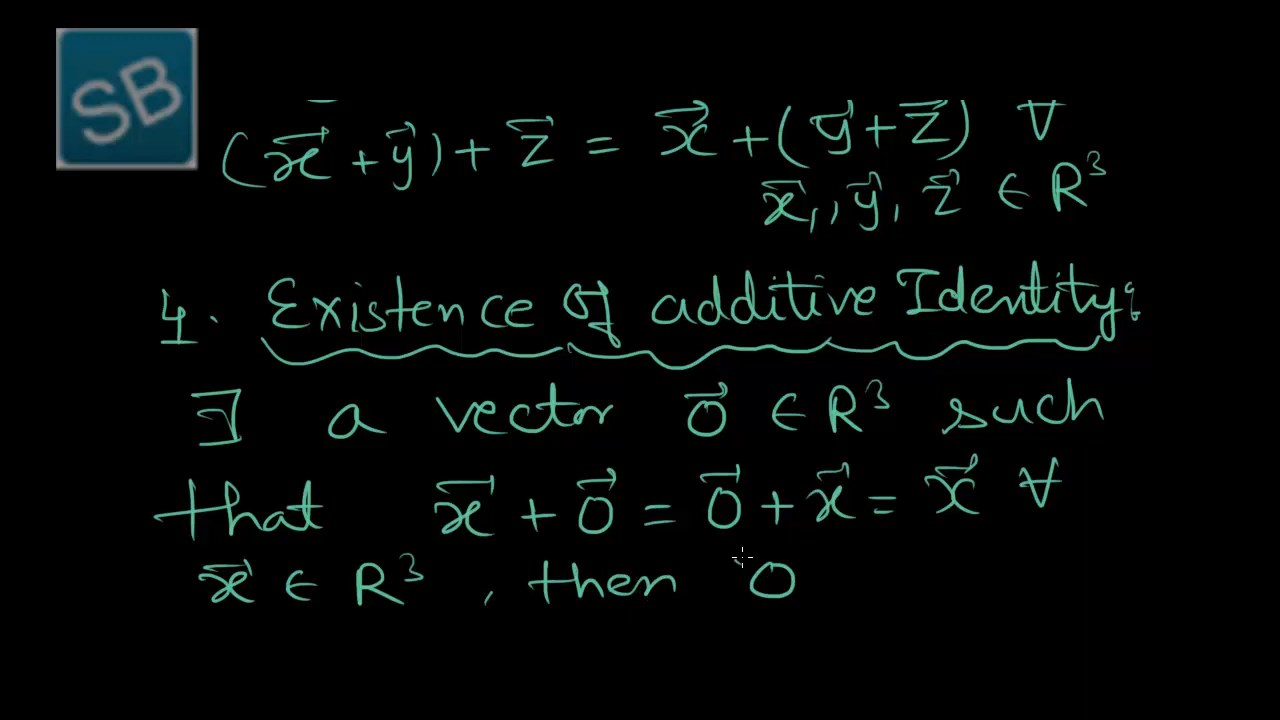 SB
(x⃗ + y⃗) + z⃗ = x⃗ + (y⃗ + z⃗) ∀
x⃗, , y⃗, z⃗ ∈ R³
4. Existence of additive Identity:
∃ a vector 0⃗ ∈ R³ such
that x⃗ + 0⃗ = 0⃗ + x⃗ = x⃗ ∀
x⃗ ∈ R³ , then 0